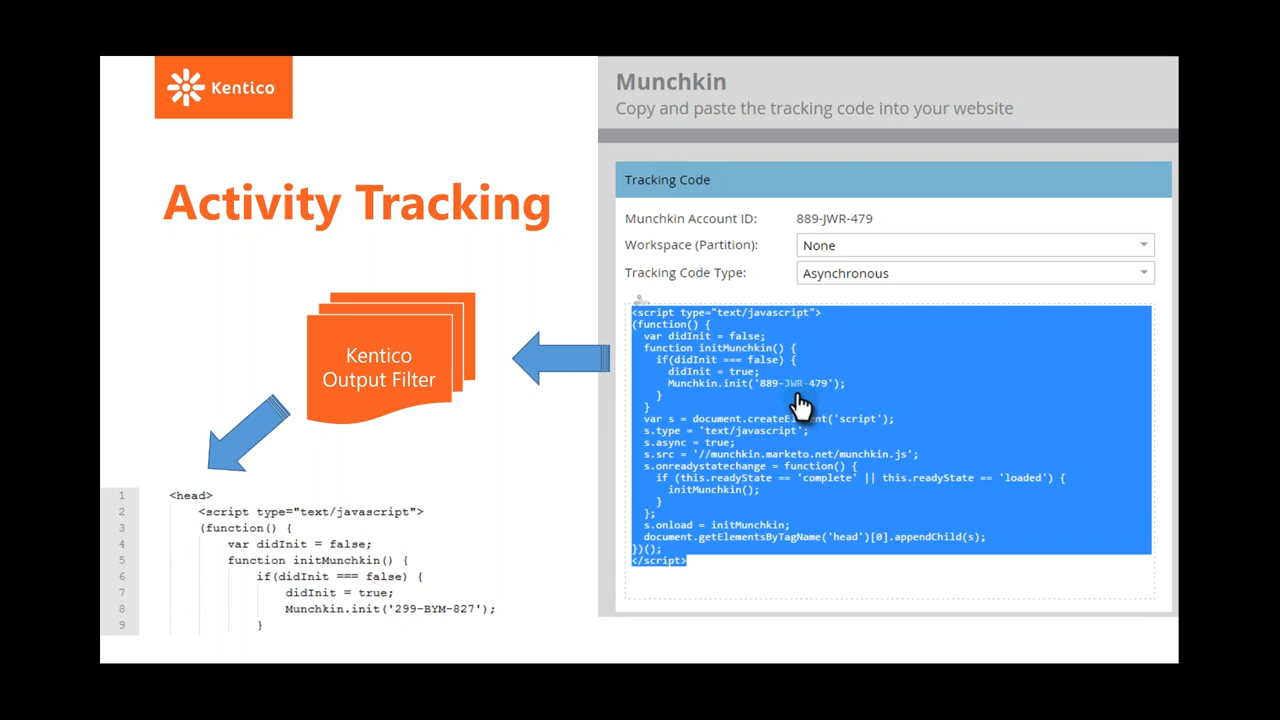 Kentico
Activity Tracking
Kentico
Output Filter
1 <head>
2 <script type="text/javascript">
3 (function() {
4 var didInit = false;
5 function initMunchkin() {
6 if(didInit === false) {
7 didInit = true;
8 Munchkin.init('299-BYM-827');
9 }
Munchkin
Copy and paste the tracking code into your website
Tracking Code
Munchkin Account ID: 889-JWR-479
Workspace (Partition): None
Tracking Code Type: Asynchronous
<script type="text/javascript">
(function() {
var didInit = false;
function initMunchkin() {
if(didInit === false) {
didInit = true;
Munchkin.init('889-JWR-479');
}
}
var s = document.createElement('script');
s.type = 'text/javascript';
s.async = true;
s.src = '//munchkin.marketo.net/munchkin.js';
s.onreadystatechange = function() {
if (this.readyState == 'complete' || this.readyState == 'loaded') {
initMunchkin();
}
};
s.onload = initMunchkin;
document.getElementsByTagName('head')[0].appendChild(s);
})();
</script>